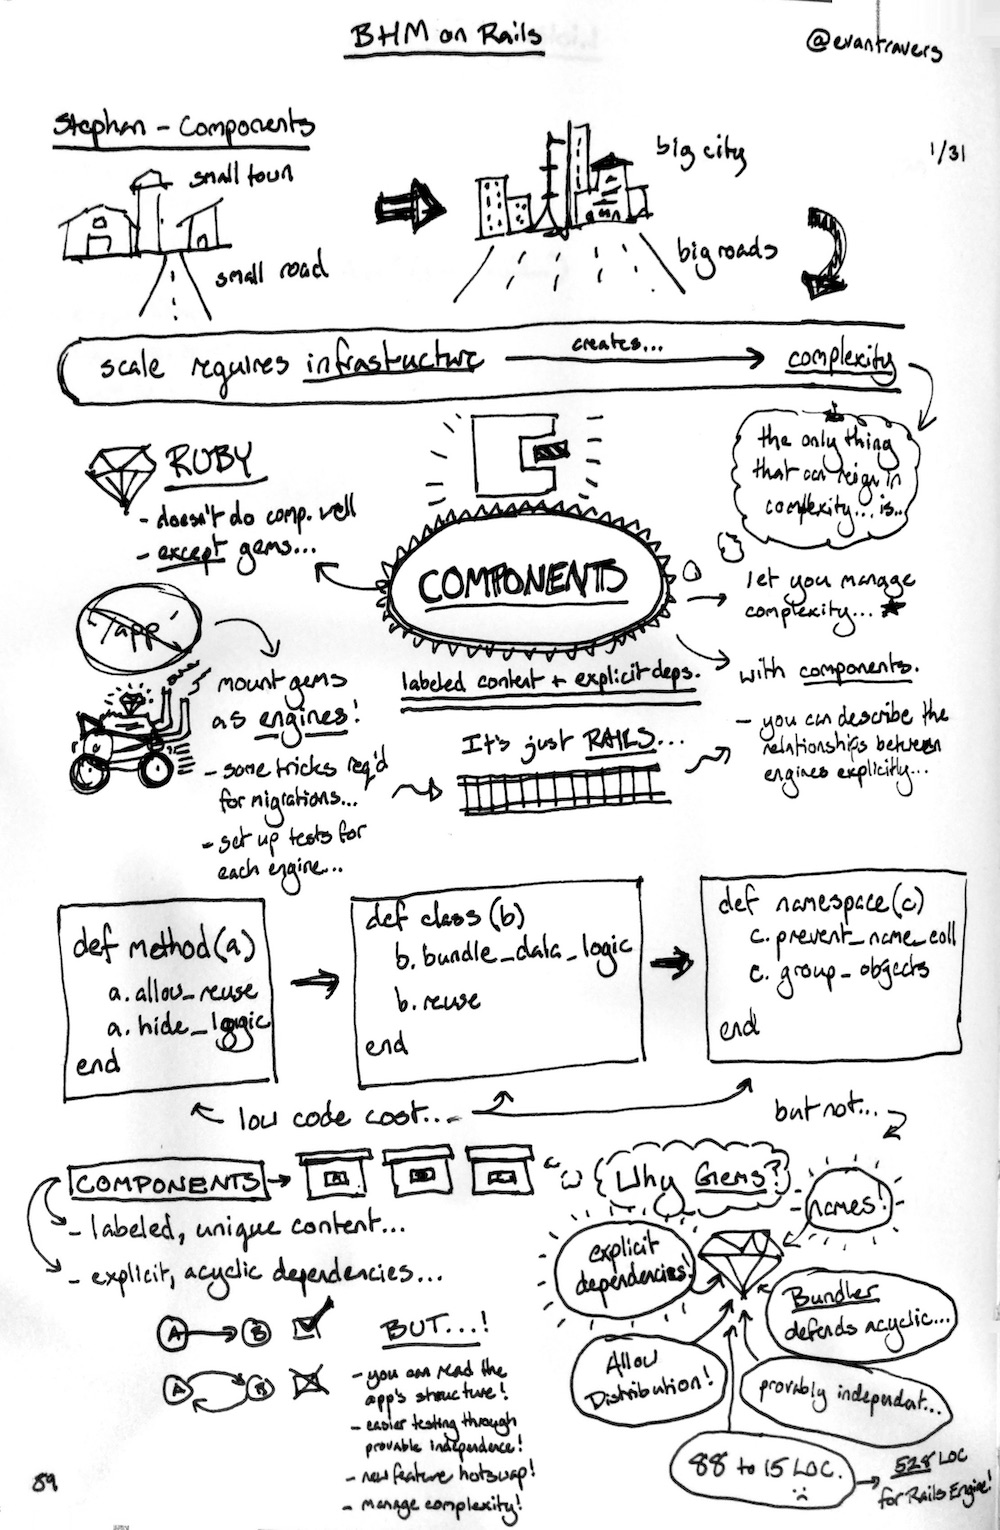 BHM on Rails
@evantravers
Stephan - Components
1/31
small town
small road
big city
big roads
scale requires infrastucture
creates...
complexity
the only thing
that can reign in
complexity... is..
RUBY
- doesn't do comp. well
- except gems...
COMPONENTS
let you manage
complexity... ★
labeled content + explicit deps.
with components.
- you can describe the
relationships between
engines explicitly...
"/app"
mount gems
as engines!
- some tricks req'd
for migrations...
- set up tests for
each engine...
It's just RAILS...
def method(a)
a. allow_reuse
a. hide_logic
end
def class(b)
b. bundle_data_logic
b. reuse
end
def namespace(c)
c. prevent_name_coll
c. group_objects
end
low code cost...
but not...
COMPONENTS
A
B
C
- labeled, unique content...
- explicit, acyclic dependencies...
A
B
A
B
BUT...!
- you can read the
app's structure!
- easier testing through
provable independence!
- new feature hotswap!
- manage complexity!
Why Gems?
names!
explicit
dependencies!
Bundler
defends acyclic...
Allow
Distribution!
provably independant...
88 to 15 LOC.
528 LOC
for Rails Engine!
89